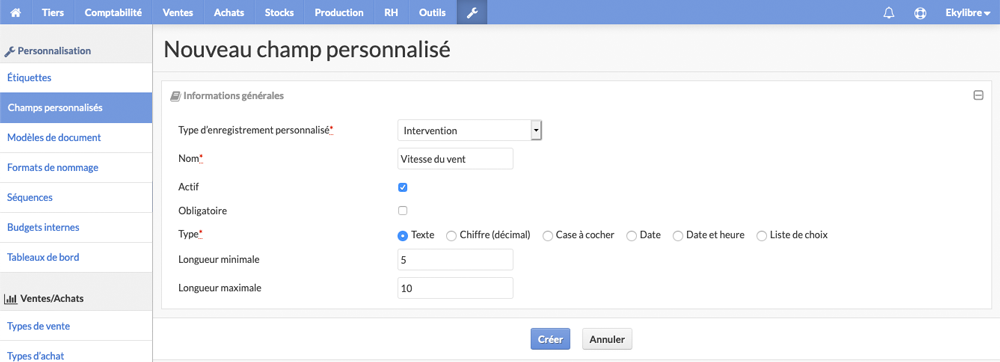 Tiers Comptabilité Ventes Achats Stocks Production RH Outils Ekylibre
Personnalisation
Étiquettes
Champs personnalisés
Modèles de document
Formats de nommage
Séquences
Budgets internes
Tableaux de bord
Ventes/Achats
Types de vente
Types d'achat
Nouveau champ personnalisé
Informations générales
Type d'enregistrement personnalisé* Intervention
Nom* Vitesse du vent
Actif
Obligatoire
Type* Texte Chiffre (décimal) Case à cocher Date Date et heure Liste de choix
Longueur minimale 5
Longueur maximale 10
Créer Annuler